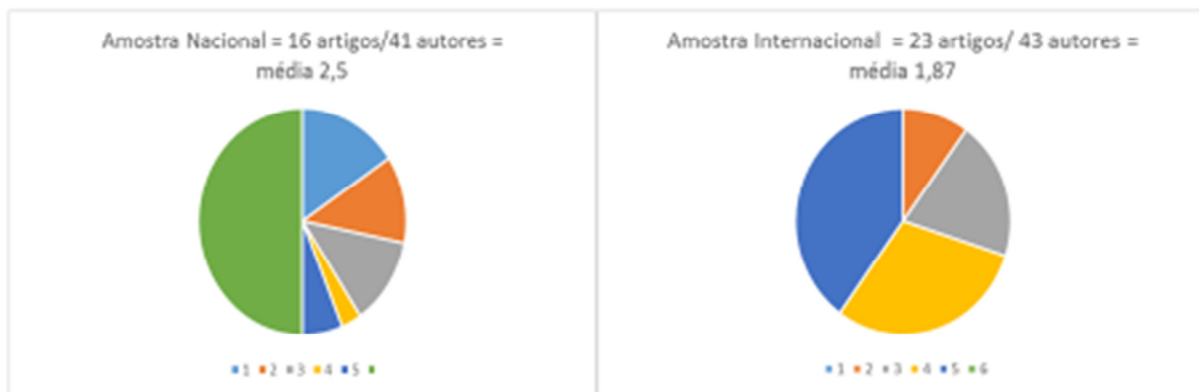 Amostra Nacional = 16 artigos/41 autores =
média 2,5
1 2 3 4 5
Amostra Internacional = 23 artigos/ 43 autores =
média 1,87
1 2 3 4 5 6